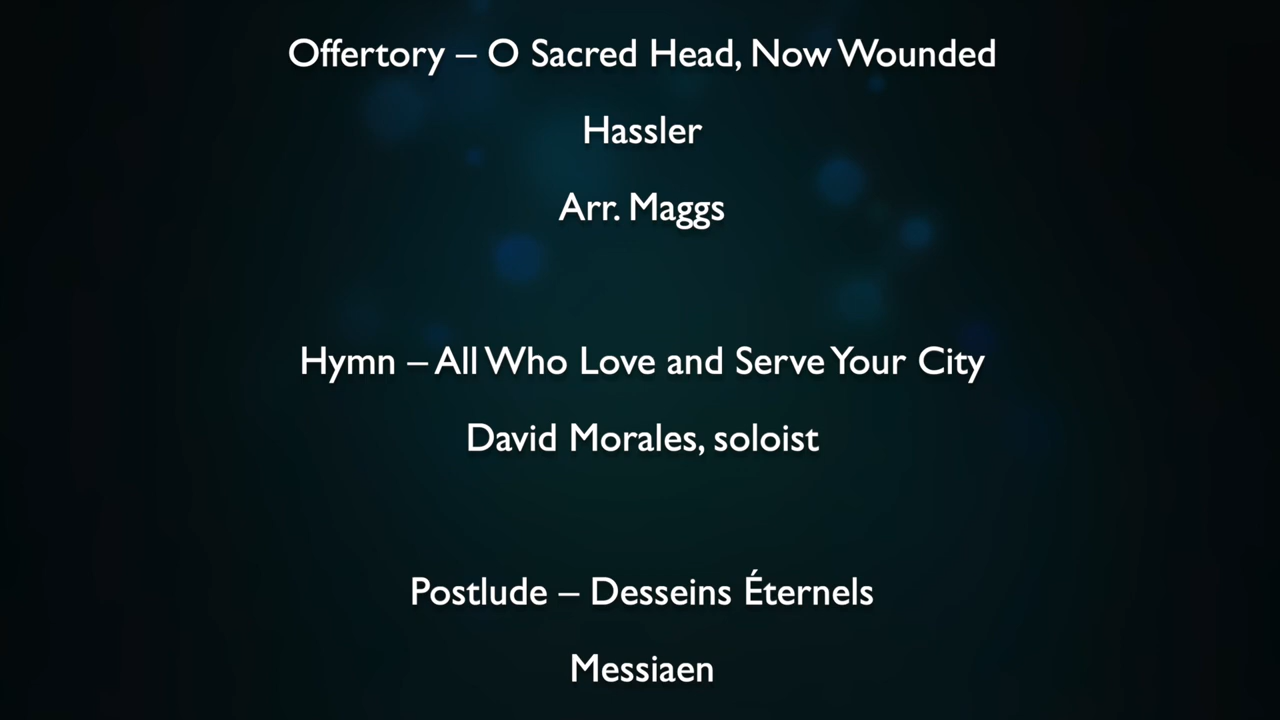 Offertory – O Sacred Head, Now Wounded
Hassler
Arr. Maggs
Hymn – All Who Love and Serve Your City
David Morales, soloist
Postlude – Desseins Éternels
Messiaen